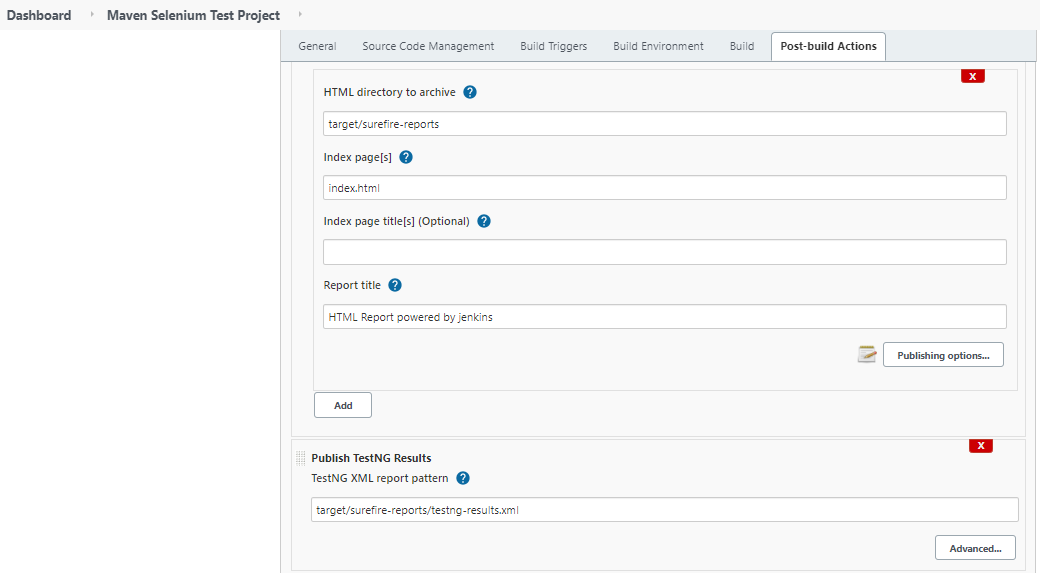 Dashboard Maven Selenium Test Project
General Source Code Management Build Triggers Build Environment Build Post-build Actions
X
HTML directory to archive ?
target/surefire-reports
Index page[s] ?
index.html
Index page title[s] (Optional) ?
Report title ?
HTML Report powered by jenkins
Publishing options...
Add
X
Publish TestNG Results
TestNG XML report pattern ?
target/surefire-reports/testng-results.xml
Advanced...